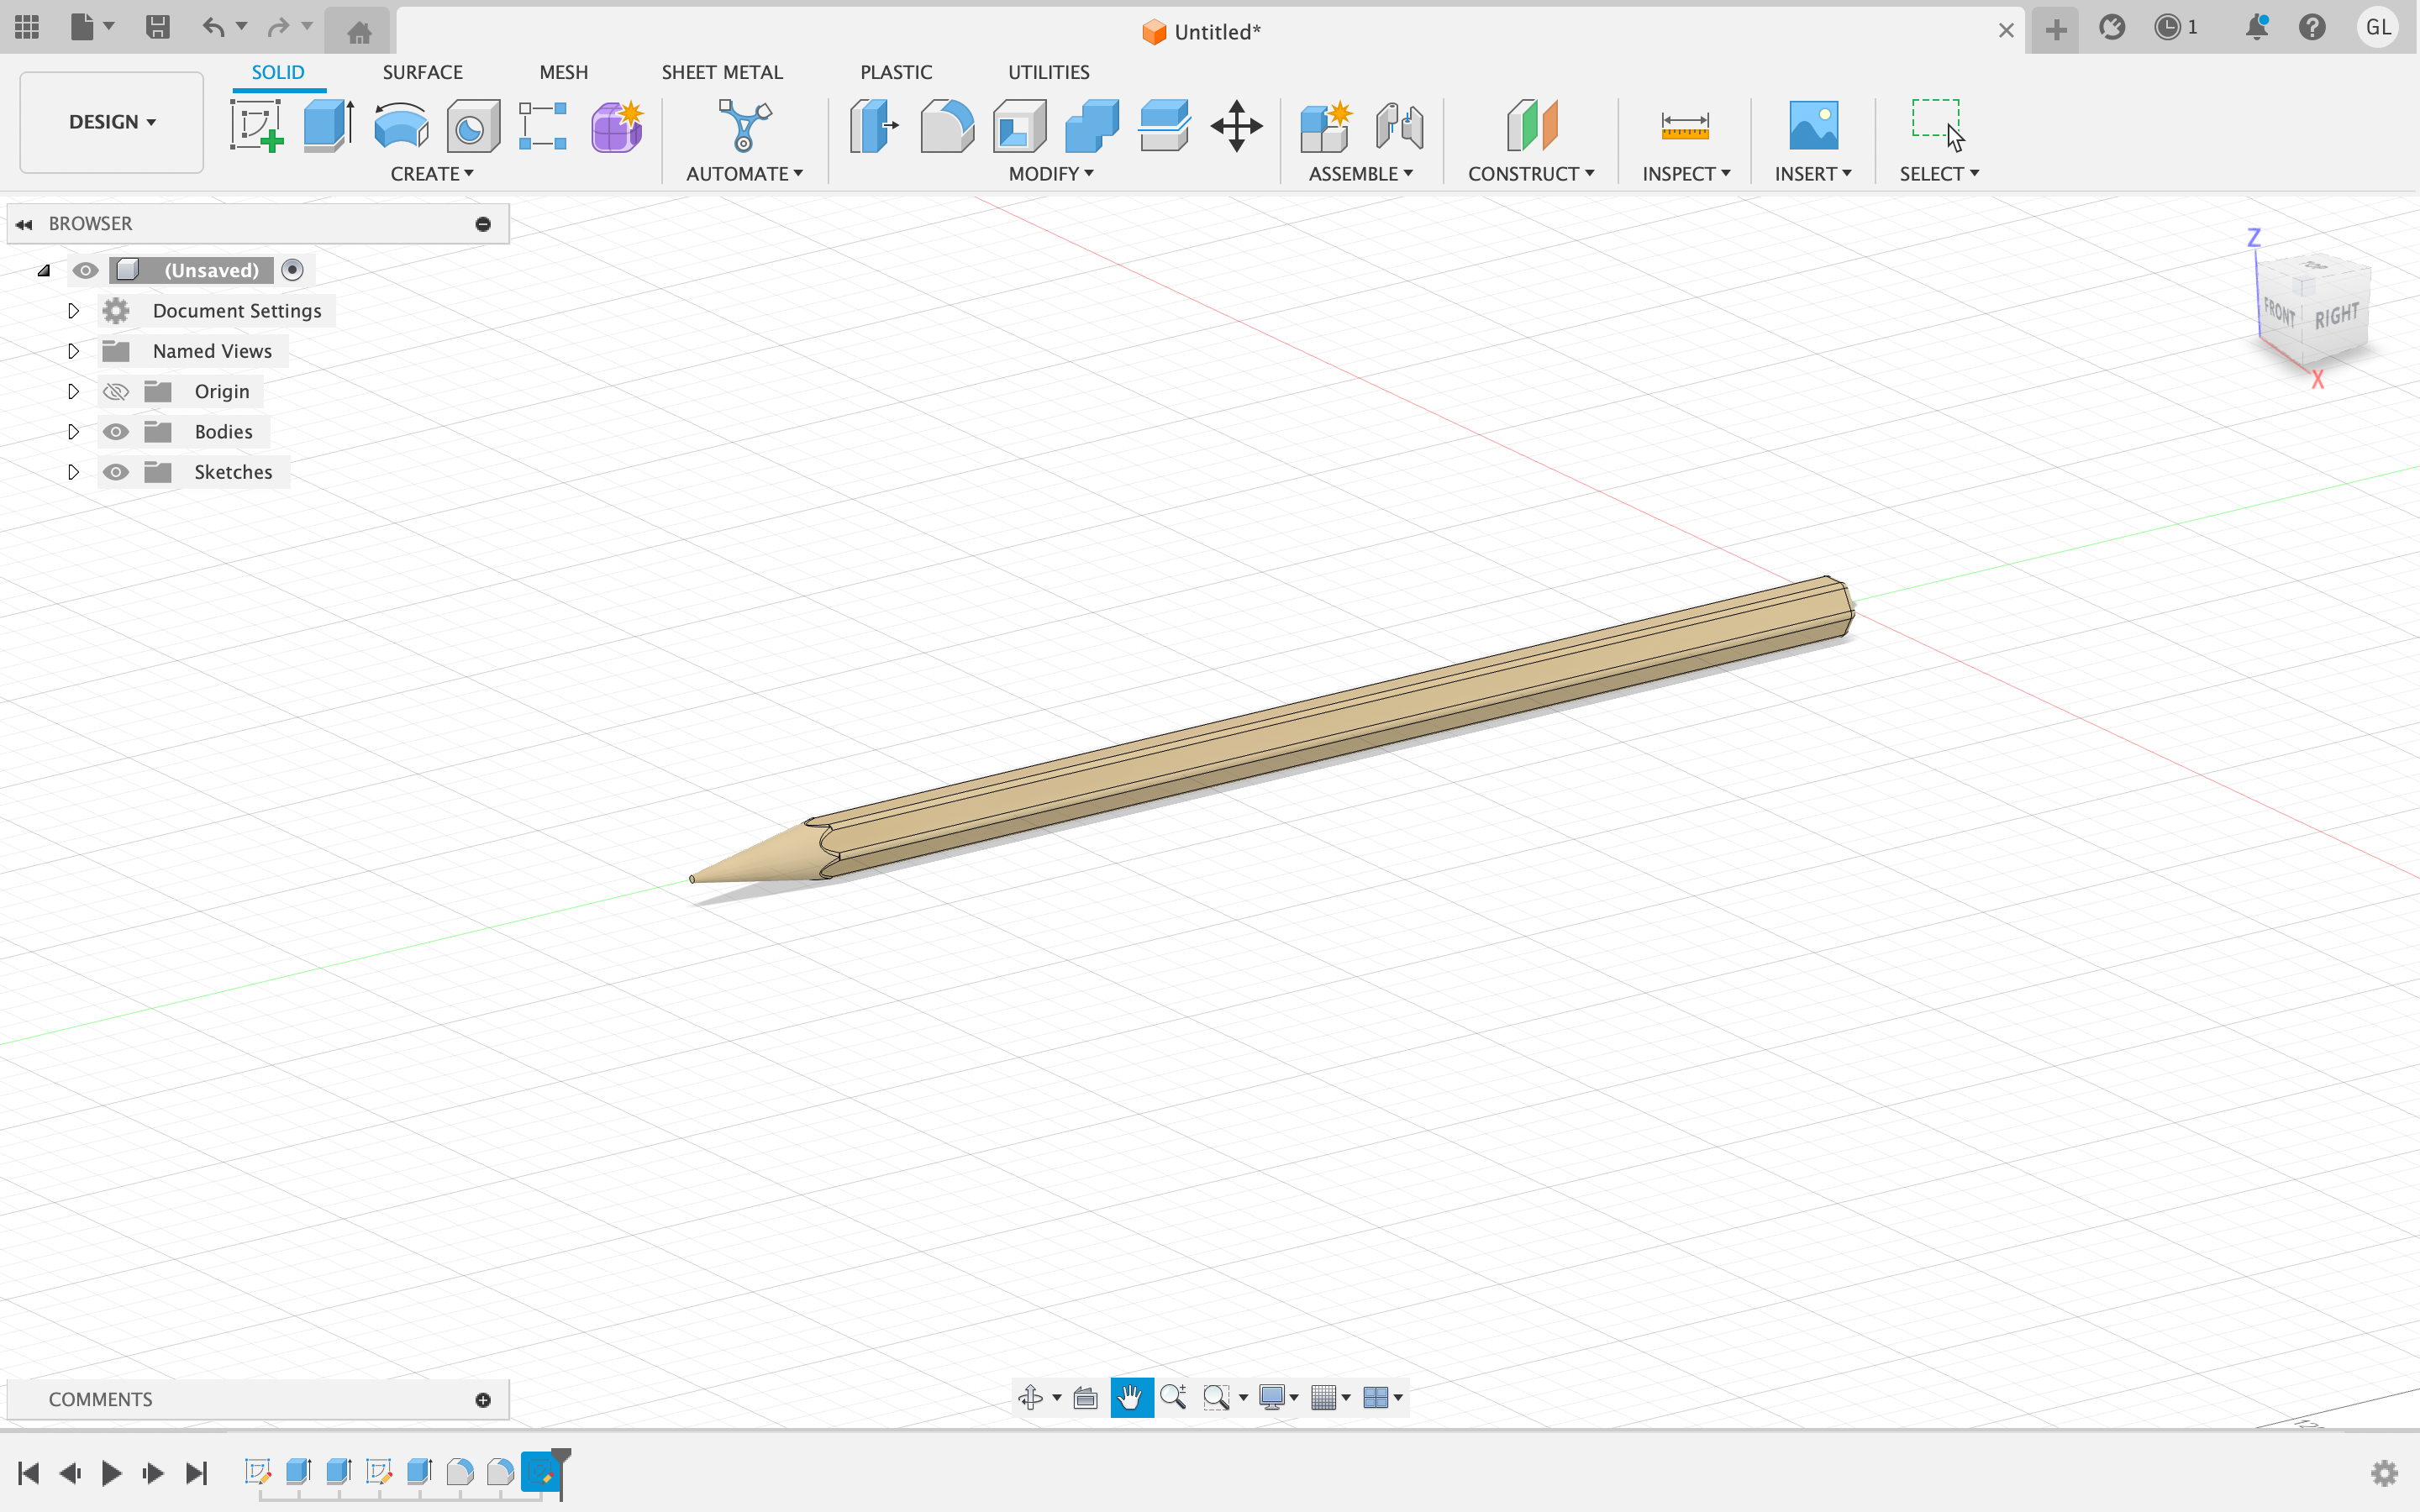 Untitled*
1
GL
DESIGN
SOLID
SURFACE
MESH
SHEET METAL
PLASTIC
UTILITIES
CREATE
AUTOMATE
MODIFY
ASSEMBLE
CONSTRUCT
INSPECT
INSERT
SELECT
BROWSER
(Unsaved)
Document Settings
Named Views
Origin
Bodies
Sketches
Z
TOP
FRONT
RIGHT
X
COMMENTS